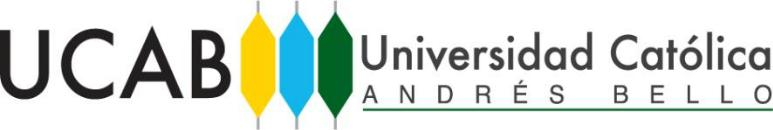 UCAB
Universidad Católica
ANDRÉS BELLO